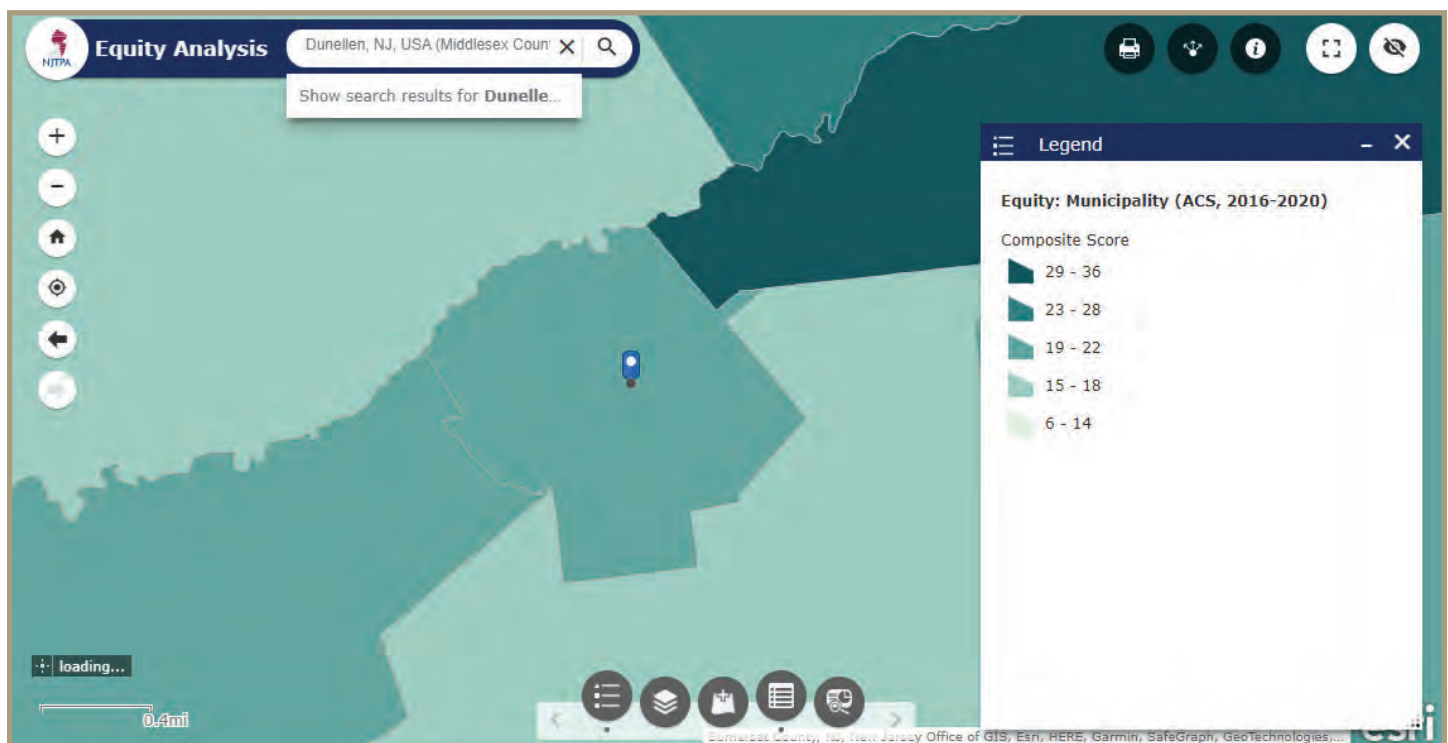 NJTPA
Equity Analysis
Dunellen, NJ, USA (Middlesex Coun
Show search results for Dunelle...
Legend
Equity: Municipality (ACS, 2016-2020)
Composite Score
29 - 36
23 - 28
19 - 22
15 - 18
6 - 14
loading...
0.4mi
Somerset County, NJ, New Jersey Office of GIS, Esri, HERE, Garmin, SafeGraph, GeoTechnologies,...
esri